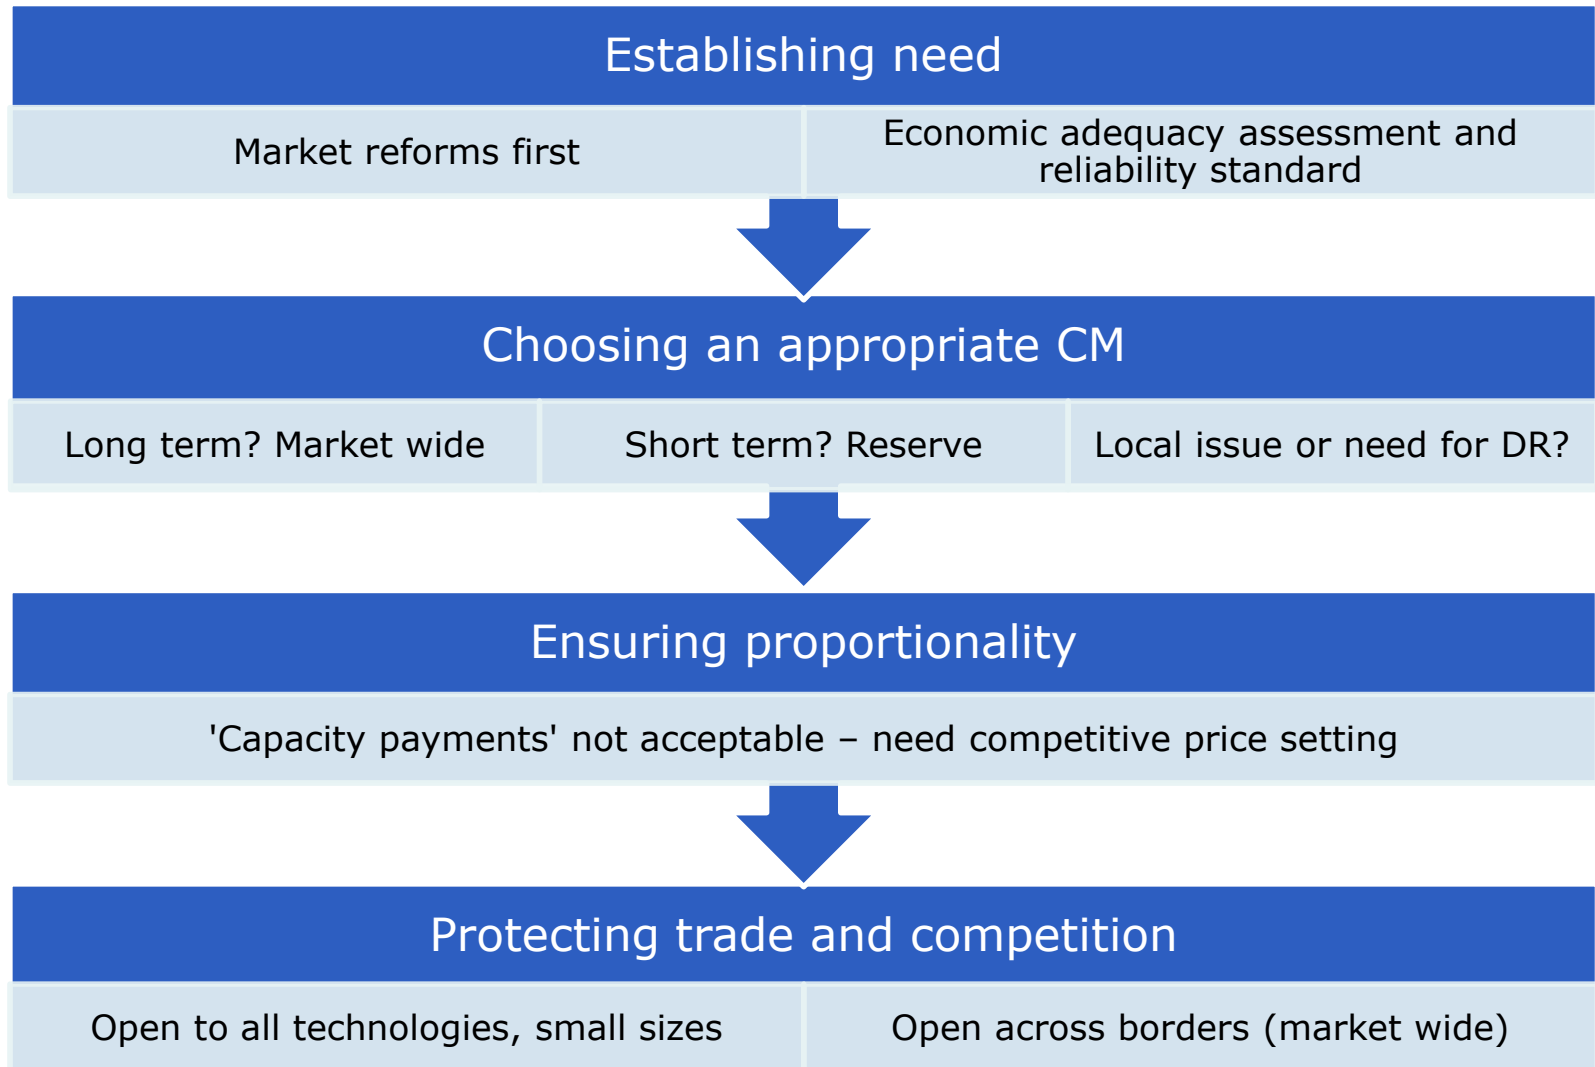 Establishing need
Market reforms first
Economic adequacy assessment and
reliability standard
Choosing an appropriate CM
Long term? Market wide
Short term? Reserve
Local issue or need for DR?
Ensuring proportionality
'Capacity payments' not acceptable – need competitive price setting
Protecting trade and competition
Open to all technologies, small sizes
Open across borders (market wide)